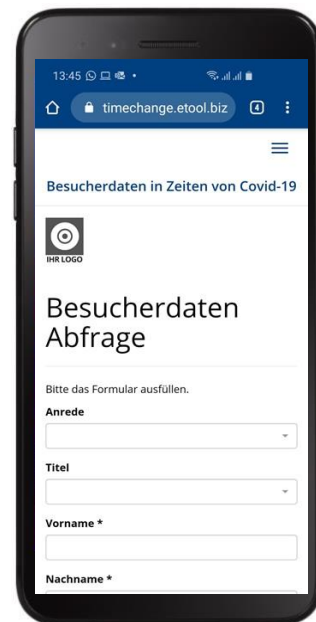 13:45
timechange.etool.biz
4
Besucherdaten in Zeiten von Covid-19
IHR LOGO
Besucherdaten
Abfrage
Bitte das Formular ausfüllen.
Anrede
Titel
Vorname *
Nachname *